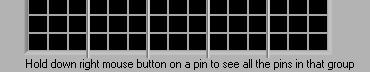 Hold down right mouse button on a pin to see all the pins in that group